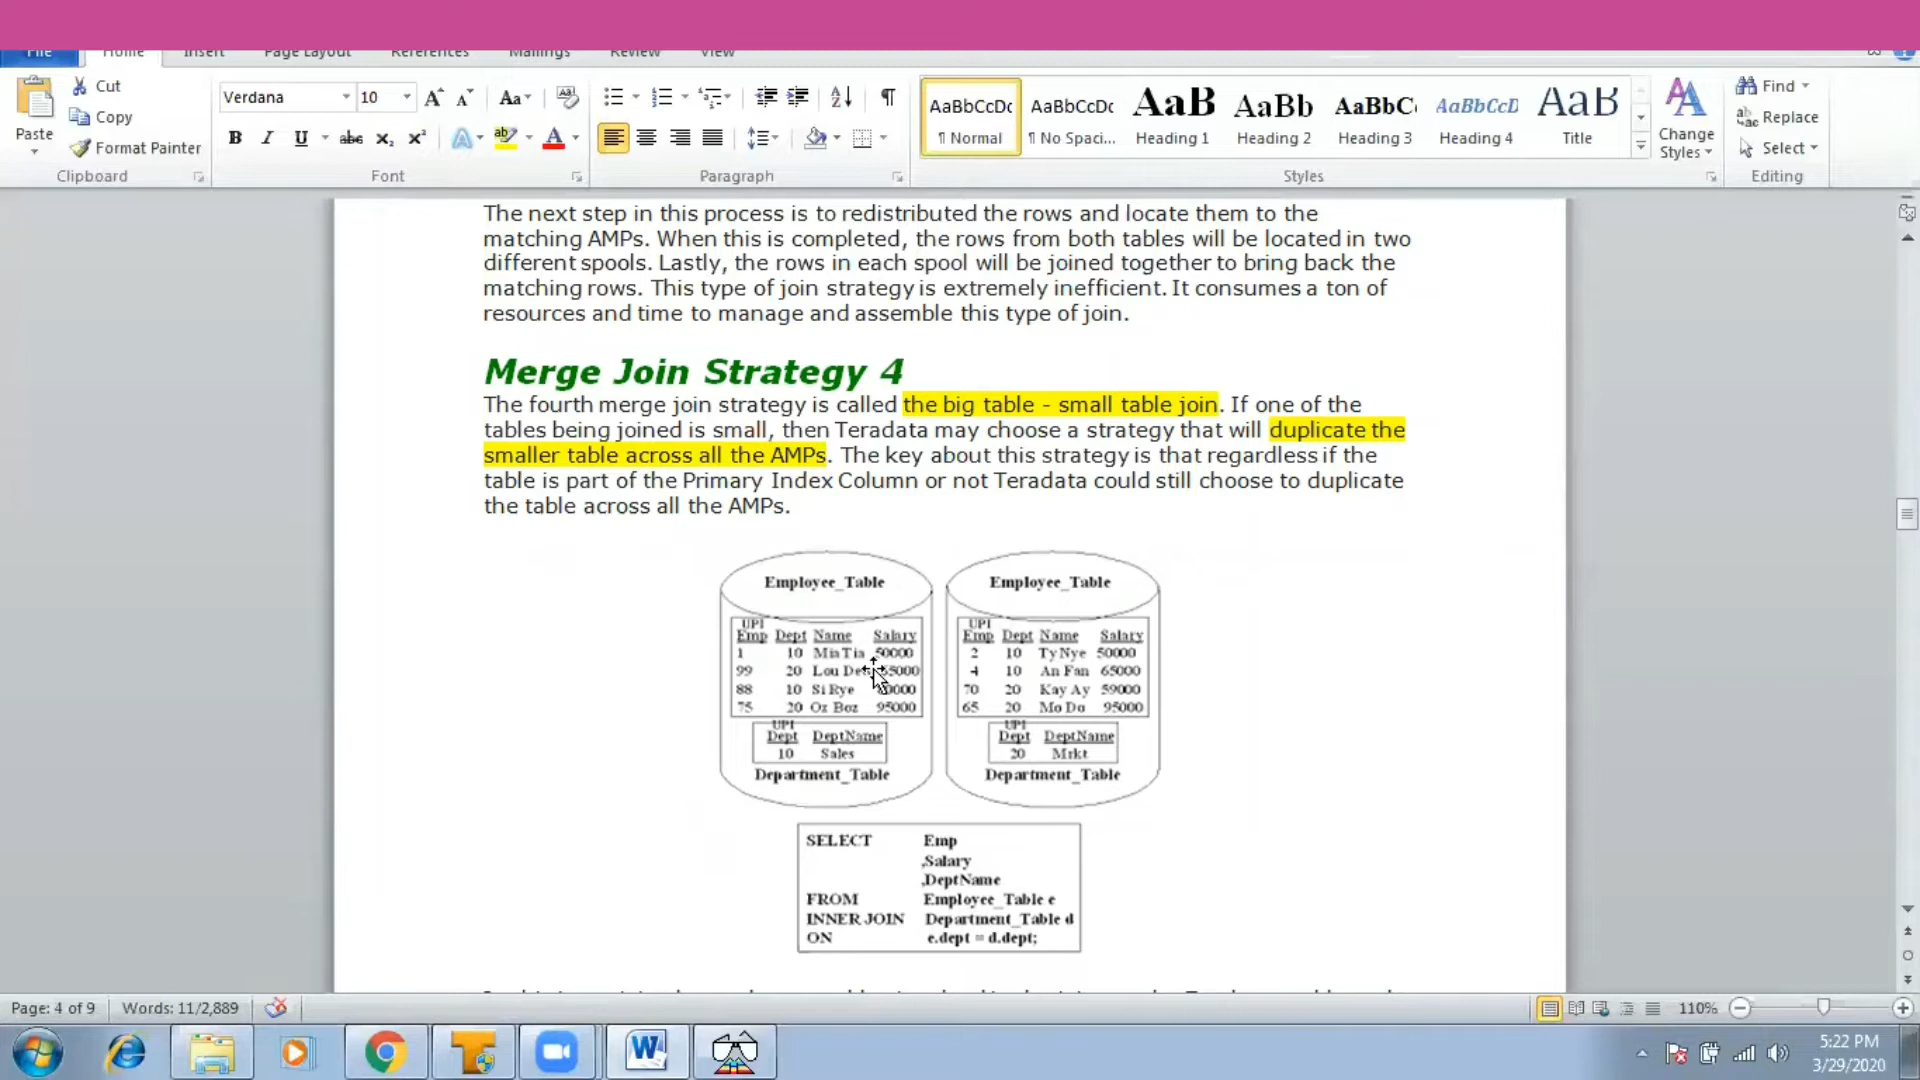 File Home Insert Page Layout References Mailings Review View
Cut
Copy
Paste
Format Painter
Clipboard
Verdana 10
Font
Paragraph
AaBbCcDc AaBbCcDc AaB AaBb AaBbC AaBbCcD AaB
¶ Normal ¶ No Spaci... Heading 1 Heading 2 Heading 3 Heading 4 Title
Change Styles
Styles
Find
Replace
Select
Editing
The next step in this process is to redistributed the rows and locate them to the
matching AMPs. When this is completed, the rows from both tables will be located in two
different spools. Lastly, the rows in each spool will be joined together to bring back the
matching rows. This type of join strategy is extremely inefficient. It consumes a ton of
resources and time to manage and assemble this type of join.
Merge Join Strategy 4
The fourth merge join strategy is called the big table - small table join. If one of the
tables being joined is small, then Teradata may choose a strategy that will duplicate the
smaller table across all the AMPs. The key about this strategy is that regardless if the
table is part of the Primary Index Column or not Teradata could still choose to duplicate
the table across all the AMPs.
Employee_Table
UPI
Emp Dept Name Salary
1 10 Mia Tia 50000
99 20 Lou
88 10 Si Rye
75 20 Oz Boz 95000
UPI
Dept DeptName
10 Sales
Department_Table
Employee_Table
UPI
Emp Dept Name Salary
2 10 Ty Nye 50000
4 10 An Fan 65000
70 20 Kay Ay 59000
65 20 Mo Do 95000
UPI
Dept DeptName
20 Mrkt
Department_Table
SELECT Emp
,Salary
,DeptName
FROM Employee_Table e
INNER JOIN Department_Table d
ON e.dept = d.dept;
Page: 4 of 9 Words: 11/2,889 110%
5:22 PM
3/29/2020